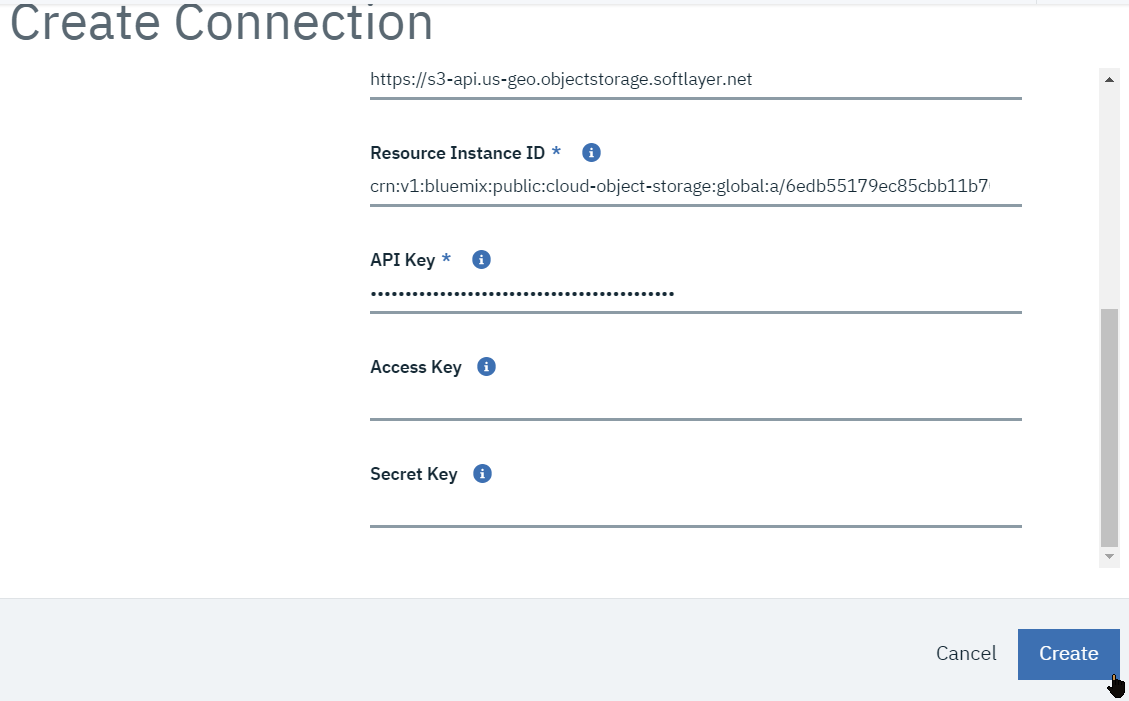 Create Connection
https://s3-api.us-geo.objectstorage.softlayer.net
Resource Instance ID *
crn:v1:bluemix:public:cloud-object-storage:global:a/6edb55179ec85cbb11b7
API Key *
••••••••••••••••••••••••••••••••••••••••••••
Access Key
Secret Key
Cancel
Create